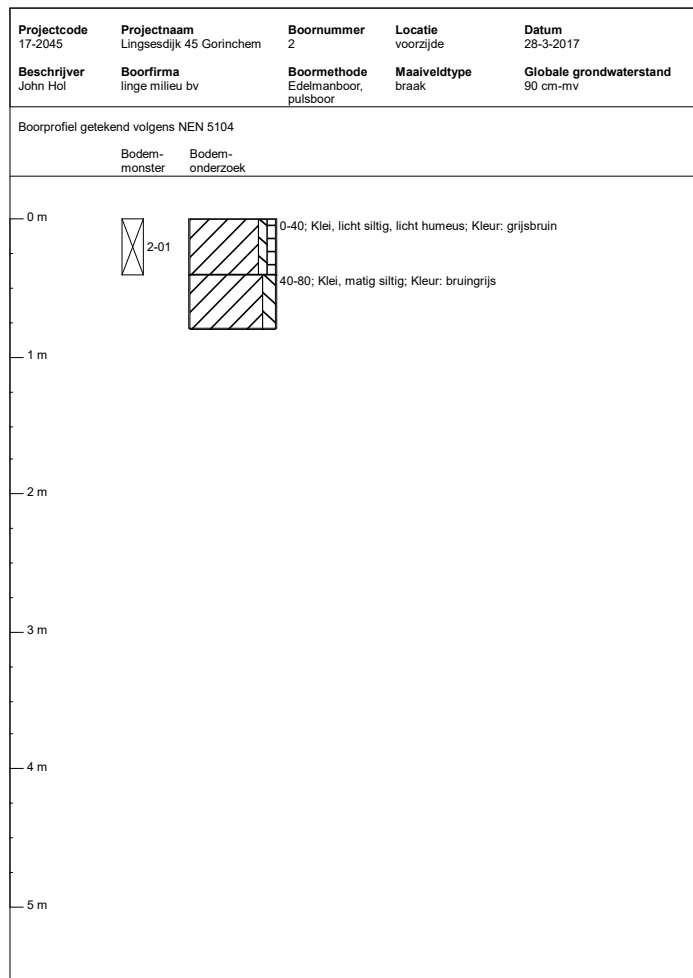 Projectcode Projectnaam Boornummer Locatie Datum
17-2045 Lingsesdijk 45 Gorinchem 2 voorzijde 28-3-2017
Beschrijver Boorfirma Boormethode Maaiveldtype Globale grondwaterstand
John Hol linge milieu bv Edelmanboor, braak 90 cm-mv
pulsboor
Boorprofiel getekend volgens NEN 5104
Bodem- Bodem-
monster onderzoek
0 m
0-40; Klei, licht siltig, licht humeus; Kleur: grijsbruin
2-01
40-80; Klei, matig siltig; Kleur: bruingrijs
1 m
2 m
3 m
4 m
5 m